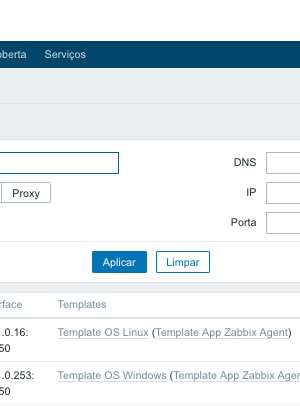 oberta Serviços
DNS
Proxy IP
Porta
Aplicar Limpar
rface Templates
.0.16: Template OS Linux (Template App Zabbix Agent)
50
.0.253: Template OS Windows (Template App Zabbix Agen
50